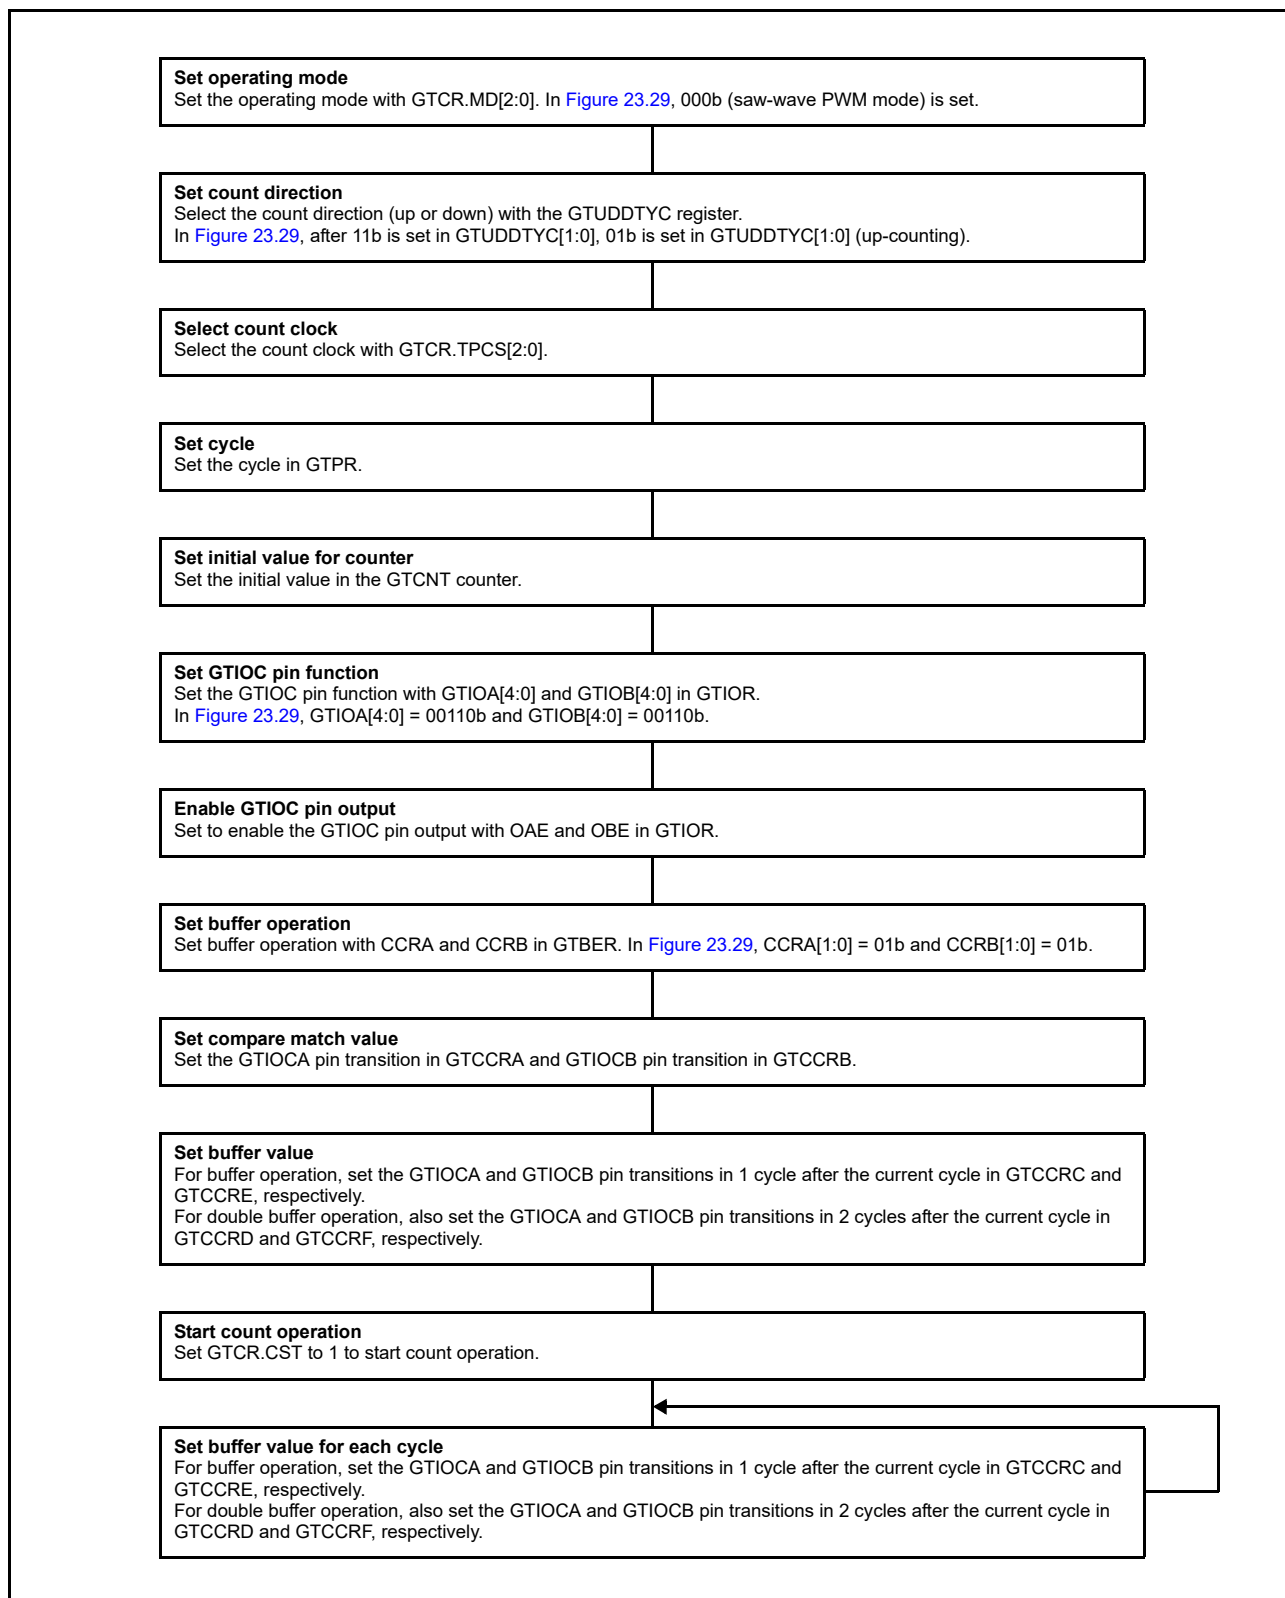 Set operating mode
Set the operating mode with GTCR.MD[2:0]. In Figure 23.29, 000b (saw-wave PWM mode) is set.
Set count direction
Select the count direction (up or down) with the GTUDDTYC register.
In Figure 23.29, after 11b is set in GTUDDTYC[1:0], 01b is set in GTUDDTYC[1:0] (up-counting).
Select count clock
Select the count clock with GTCR.TPCS[2:0].
Set cycle
Set the cycle in GTPR.
Set initial value for counter
Set the initial value in the GTCNT counter.
Set GTIOC pin function
Set the GTIOC pin function with GTIOA[4:0] and GTIOB[4:0] in GTIOR.
In Figure 23.29, GTIOA[4:0] = 00110b and GTIOB[4:0] = 00110b.
Enable GTIOC pin output
Set to enable the GTIOC pin output with OAE and OBE in GTIOR.
Set buffer operation
Set buffer operation with CCRA and CCRB in GTBER. In Figure 23.29, CCRA[1:0] = 01b and CCRB[1:0] = 01b.
Set compare match value
Set the GTIOCA pin transition in GTCCRA and GTIOCB pin transition in GTCCRB.
Set buffer value
For buffer operation, set the GTIOCA and GTIOCB pin transitions in 1 cycle after the current cycle in GTCCRC and
GTCCRE, respectively.
For double buffer operation, also set the GTIOCA and GTIOCB pin transitions in 2 cycles after the current cycle in
GTCCRD and GTCCRF, respectively.
Start count operation
Set GTCR.CST to 1 to start count operation.
Set buffer value for each cycle
For buffer operation, set the GTIOCA and GTIOCB pin transitions in 1 cycle after the current cycle in GTCCRC and
GTCCRE, respectively.
For double buffer operation, also set the GTIOCA and GTIOCB pin transitions in 2 cycles after the current cycle in
GTCCRD and GTCCRF, respectively.